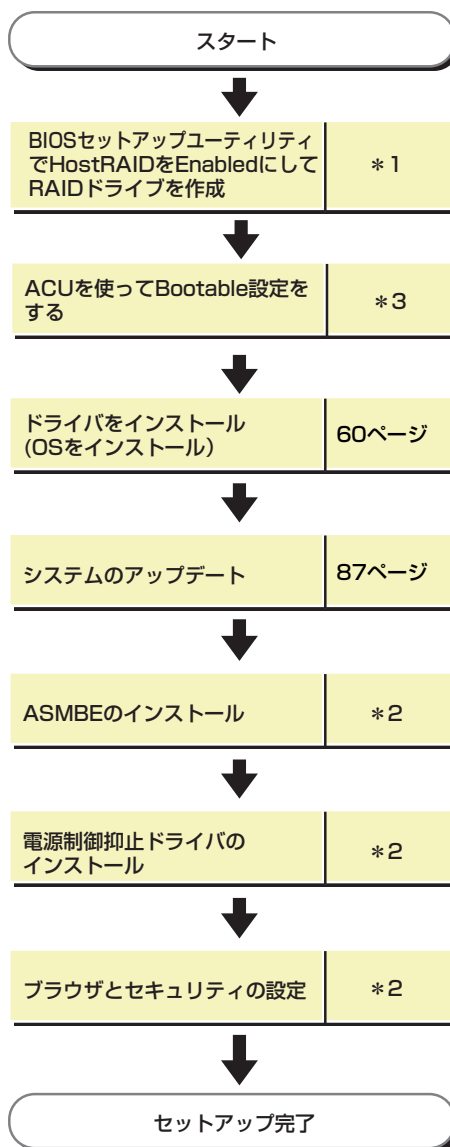 スタート
BIOSセットアップユーティリティ
でHostRAIDをEnabledにして
RAIDドライブを作成
＊1
ACUを使ってBootable設定を
する
＊3
ドライバをインストール
(OSをインストール）
60ページ
システムのアップデート
87ページ
ASMBEのインストール
＊2
電源制御抑止ドライバの
インストール
＊2
ブラウザとセキュリティの設定
＊2
セットアップ完了